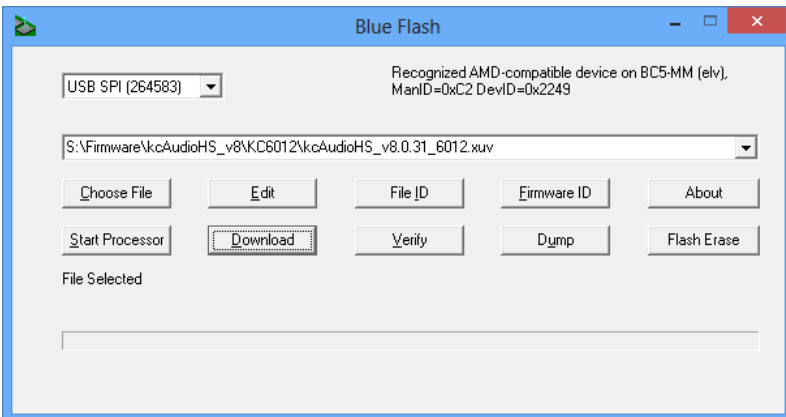 Blue Flash
USB SPI (264583)
Recognized AMD-compatible device on BC5-MM (elv),
ManID=0xC2 DevID=0x2249
S:\Firmware\kcAudioHS_v8\KC6012\kcAudioHS_v8.0.31_6012.xuv
Choose File
Edit
File ID
Firmware ID
About
Start Processor
Download
Verify
Dump
Flash Erase
File Selected